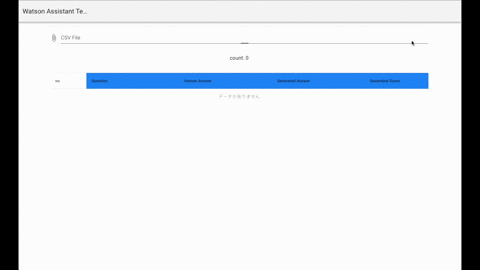 Watson Assistant Te...
CSV File
count: 0
no Question Human Answer Generated Answer Generated Score
データがありません。